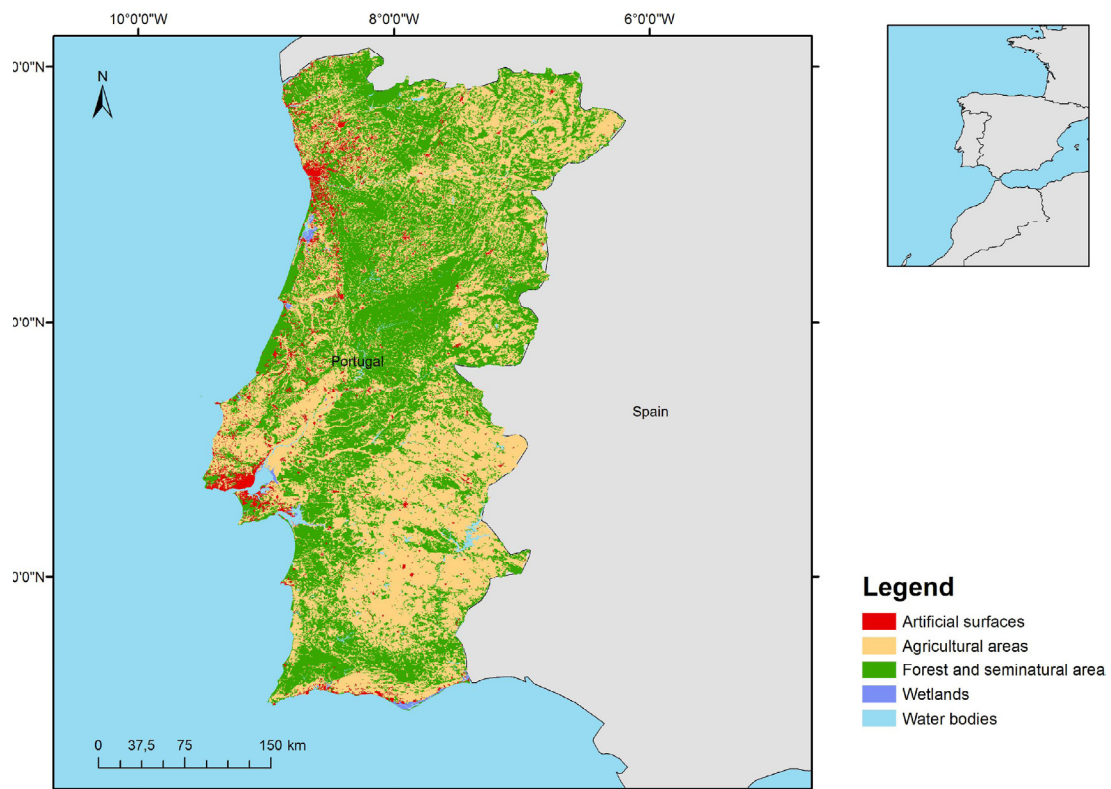 10°0'0"W 8°0'0"W 6°0'0"W
N
0'0"N
0'0"N
Portugal
Spain
0'0"N
Legend
Artificial surfaces
Agricultural areas
Forest and seminatural area
Wetlands
Water bodies
0 37,5 75 150 km